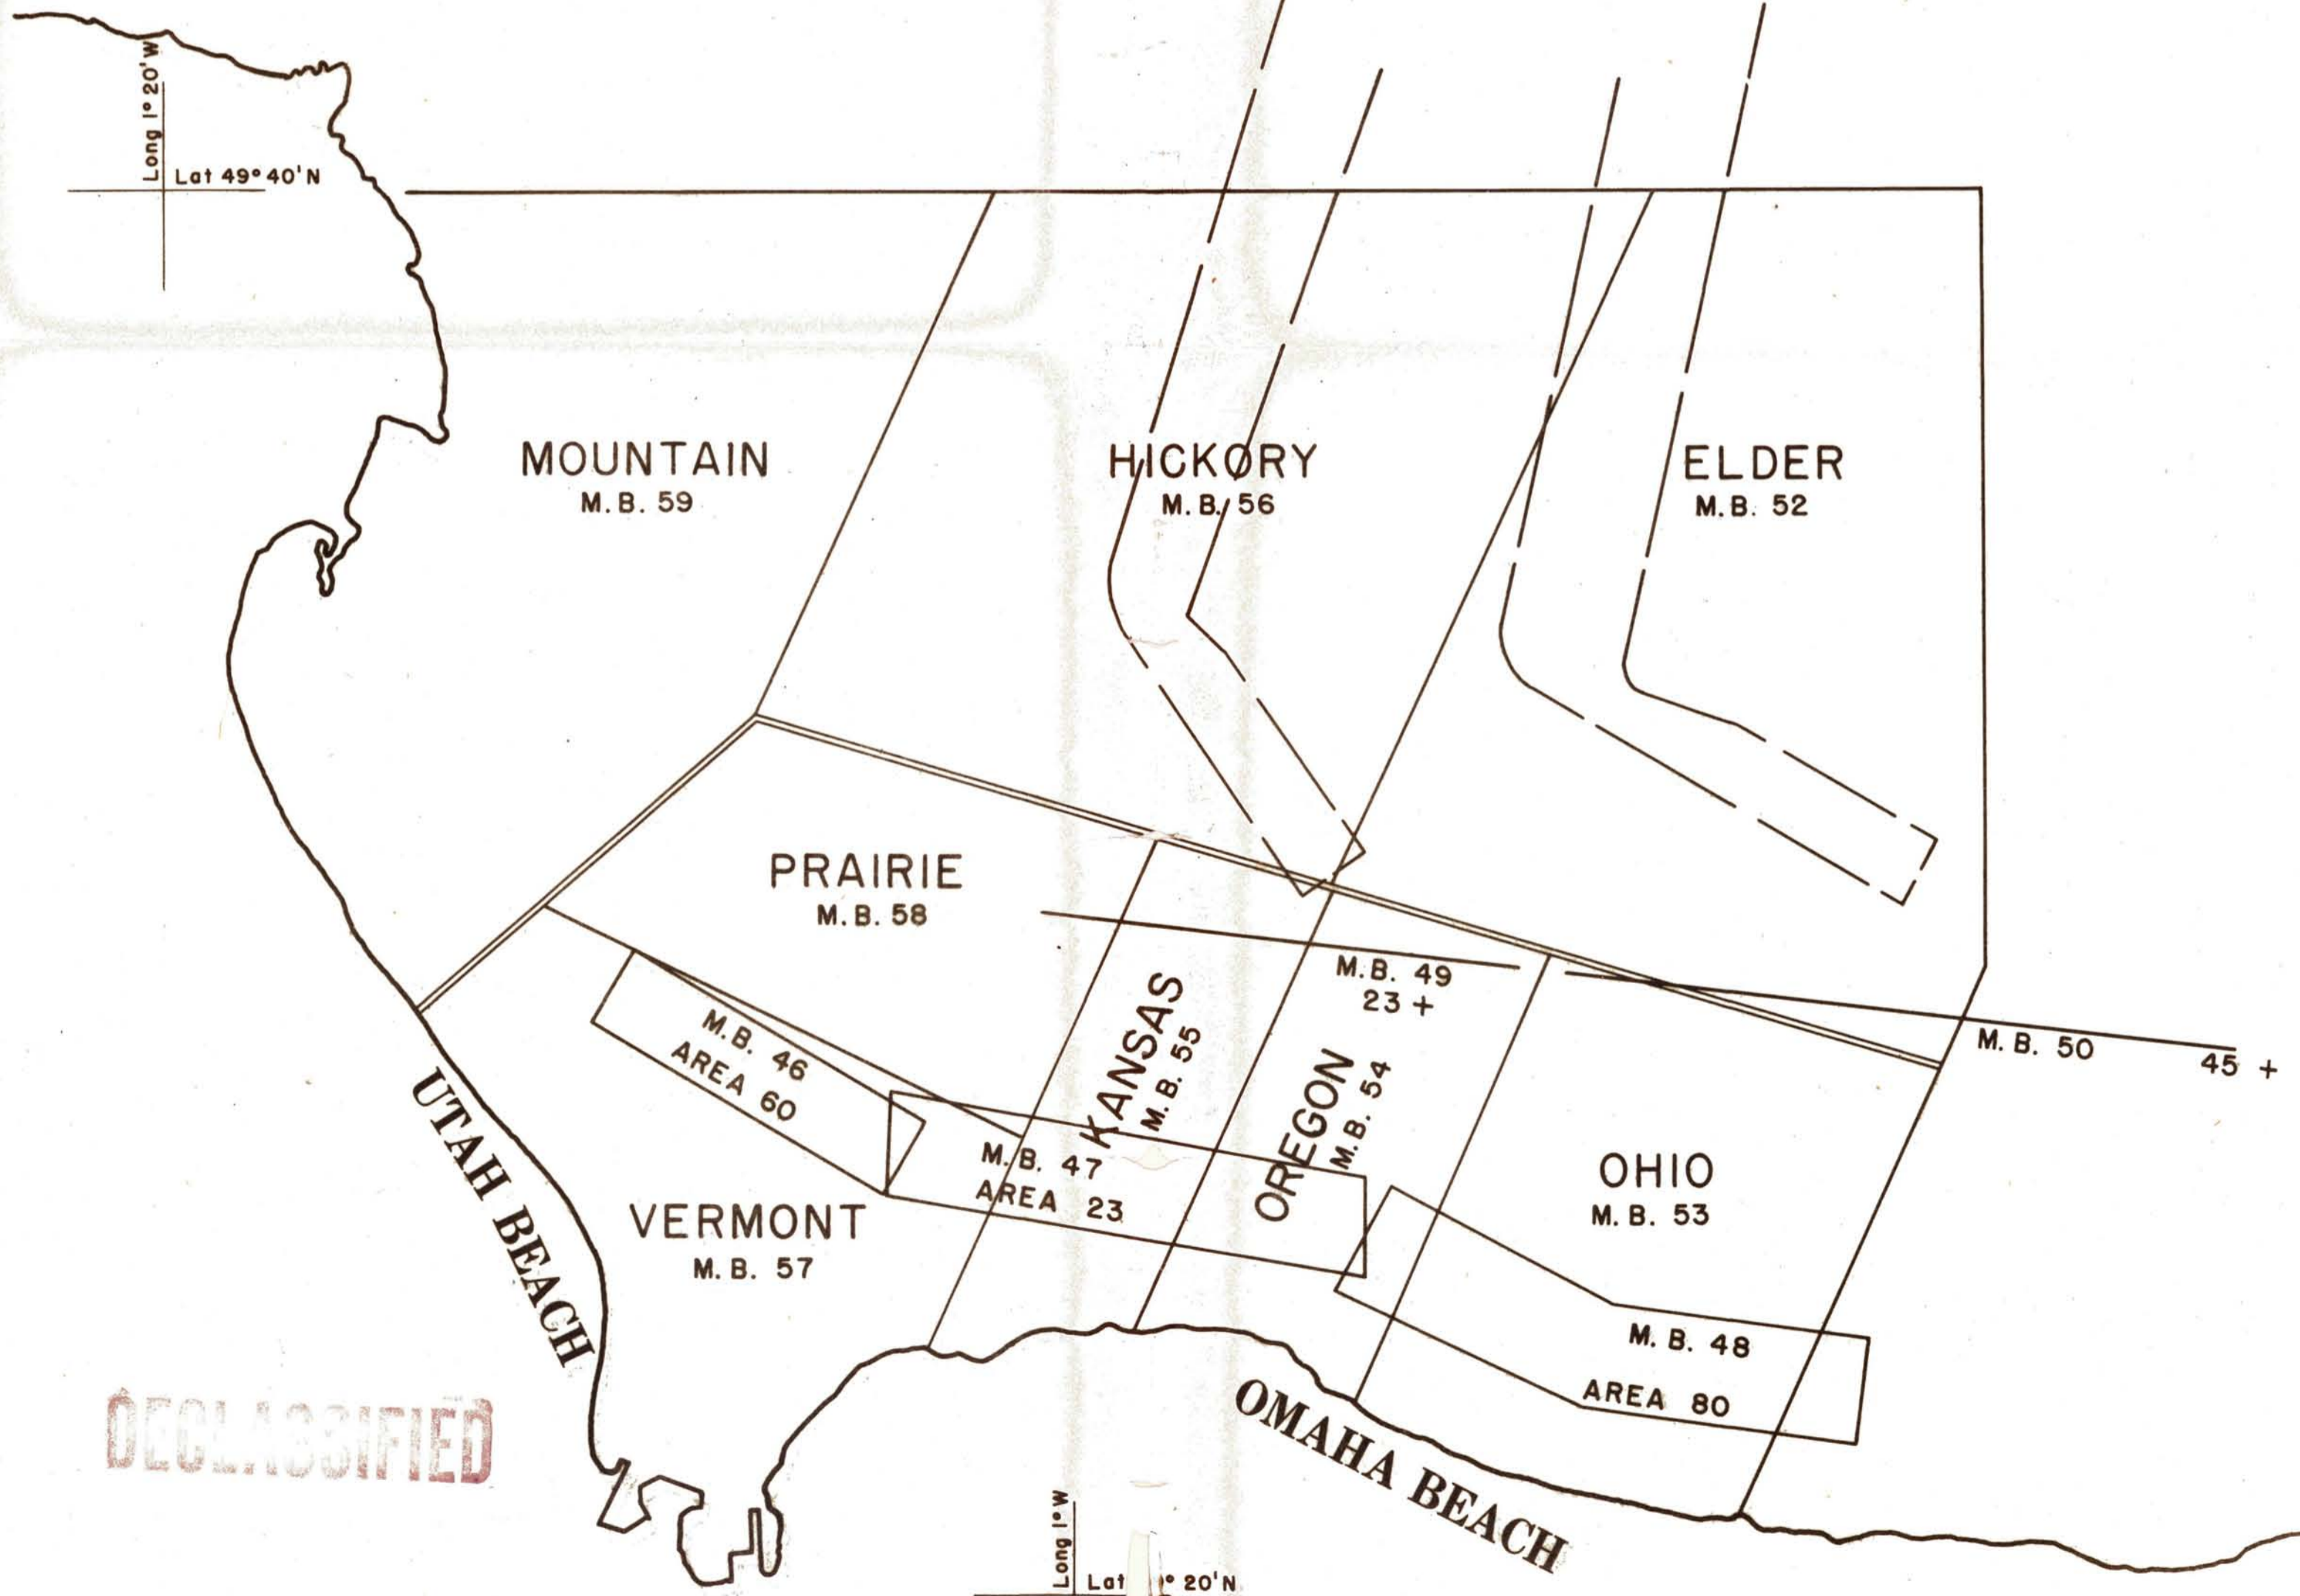 Long 1° 20' W
Lat 49° 40' N
MOUNTAIN
M. B. 59
HICKORY
M. B. 56
ELDER
M. B. 52
PRAIRIE
M. B. 58
M. B. 49
23 +
KANSAS
M. B. 55
OREGON
M. B. 54
M. B. 50
45 +
M. B. 46
AREA 60
M. B. 47
AREA 23
OHIO
M. B. 53
VERMONT
M. B. 57
UTAH BEACH
M. B. 48
AREA 80
OMAHA BEACH
DECLASSIFIED
Long 1° W
Lat ° 20' N